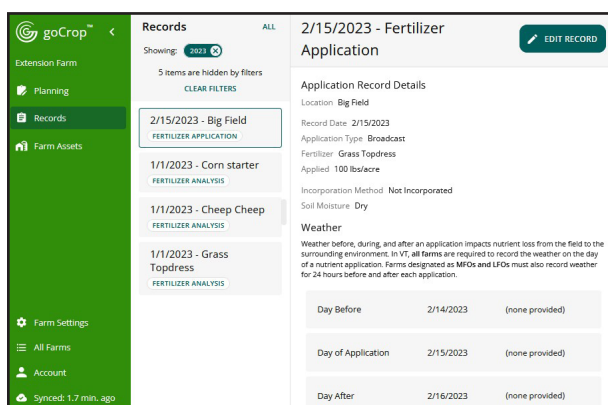 goCrop™
Extension Farm
Planning
Records
Farm Assets
Farm Settings
All Farms
Account
Synced: 1.7 min. ago
Records
ALL
Showing: 2023
5 items are hidden by filters
CLEAR FILTERS
2/15/2023 - Big Field
FERTILIZER APPLICATION
1/1/2023 - Corn starter
FERTILIZER ANALYSIS
1/1/2023 - Cheep Cheep
FERTILIZER ANALYSIS
1/1/2023 - Grass
Topdress
FERTILIZER ANALYSIS
2/15/2023 - Fertilizer
Application
EDIT RECORD
Application Record Details
Location Big Field
Record Date 2/15/2023
Application Type Broadcast
Fertilizer Grass Topdress
Applied 100 lbs/acre
Incorporation Method Not Incorporated
Soil Moisture Dry
Weather
Weather before, during, and after an application impacts nutrient loss from the field to the
surrounding environment. In VT, all farms are required to record the weather on the day
of a nutrient application. Farms designated as MFOs and LFOs must also record weather
for 24 hours before and after each application.
Day Before 2/14/2023 (none provided)
Day of Application 2/15/2023 (none provided)
Day After 2/16/2023 (none provided)